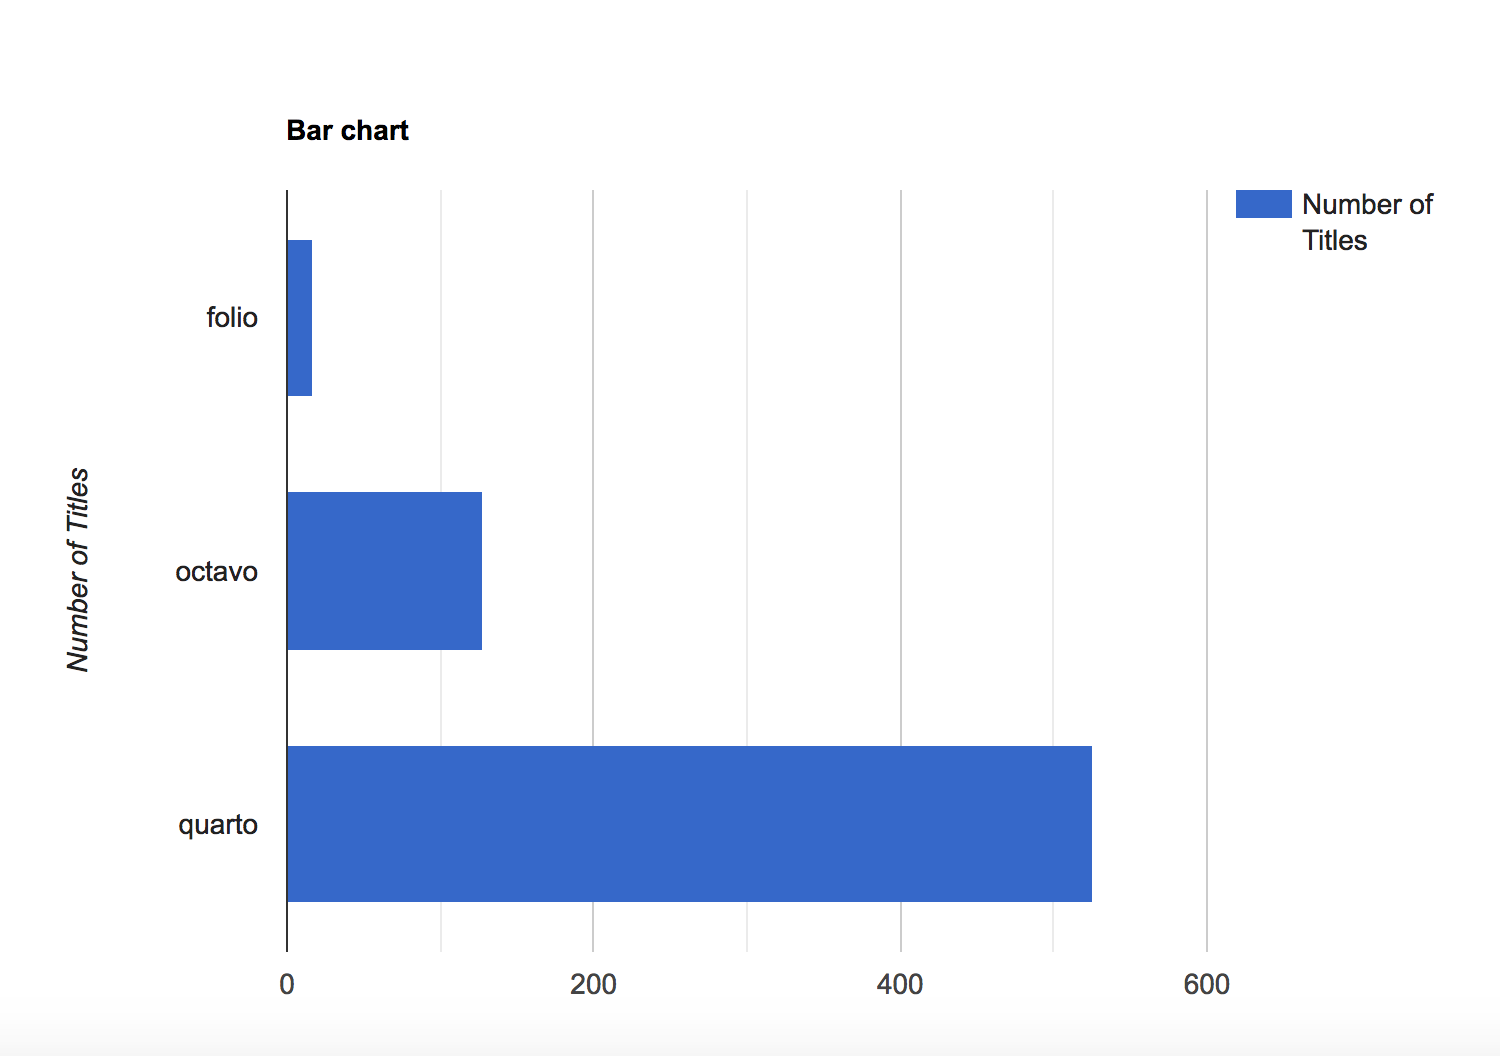 Bar chart
Number of
Titles
folio
octavo
quarto
Number of Titles
0 200 400 600